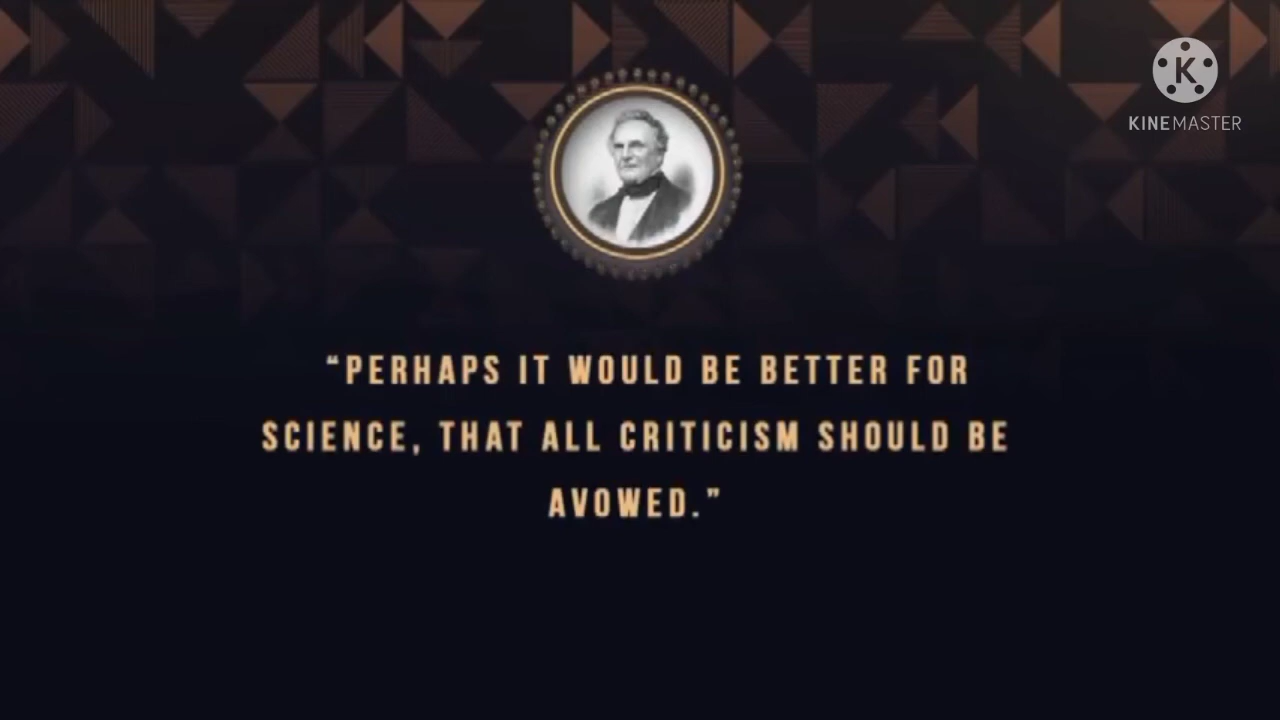 K
KINEMASTER
“PERHAPS IT WOULD BE BETTER FOR
SCIENCE, THAT ALL CRITICISM SHOULD BE
AVOWED.”